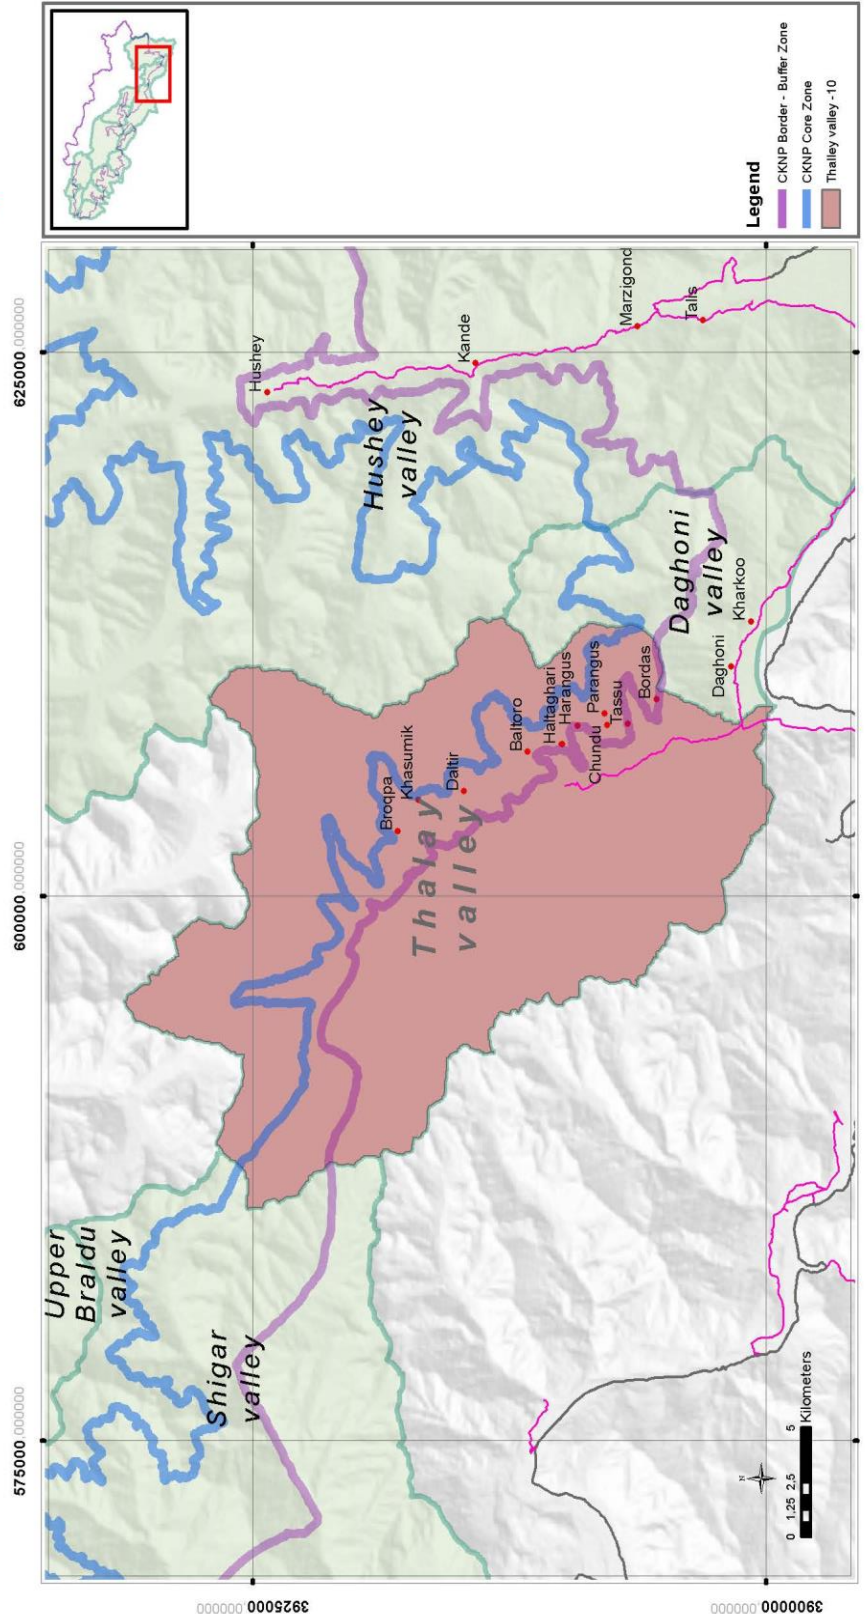 575000.000000
600000.000000
625000.000000
3925000.000000
3900000.000000
Upper
Braldu
valley
Shigar
valley
Hushey
valley
Hushey
Kande
Marzigond
Talis
Thalay
valley
Broqpa
Khasumik
Daltir
Baltoro
Haltaghari
Harangus
Parangus
Chundu
Tassu
Bordas
Daghoni
valley
Daghoni
Kharkoo
N
0 1.25 2.5 5
Kilometers
Legend
CKNP Border - Buffer Zone
CKNP Core Zone
Thalley valley -10